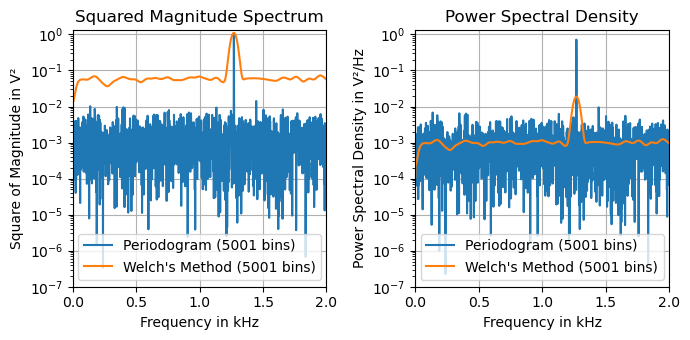 Squared Magnitude Spectrum
Square of Magnitude in V²
10⁰
10⁻¹
10⁻²
10⁻³
10⁻⁴
10⁻⁵
10⁻⁶
10⁻⁷
Periodogram (5001 bins)
Welch's Method (5001 bins)
0.0 0.5 1.0 1.5 2.0
Frequency in kHz
Power Spectral Density
Power Spectral Density in V²/Hz
10⁰
10⁻¹
10⁻²
10⁻³
10⁻⁴
10⁻⁵
10⁻⁶
10⁻⁷
Periodogram (5001 bins)
Welch's Method (5001 bins)
0.0 0.5 1.0 1.5 2.0
Frequency in kHz